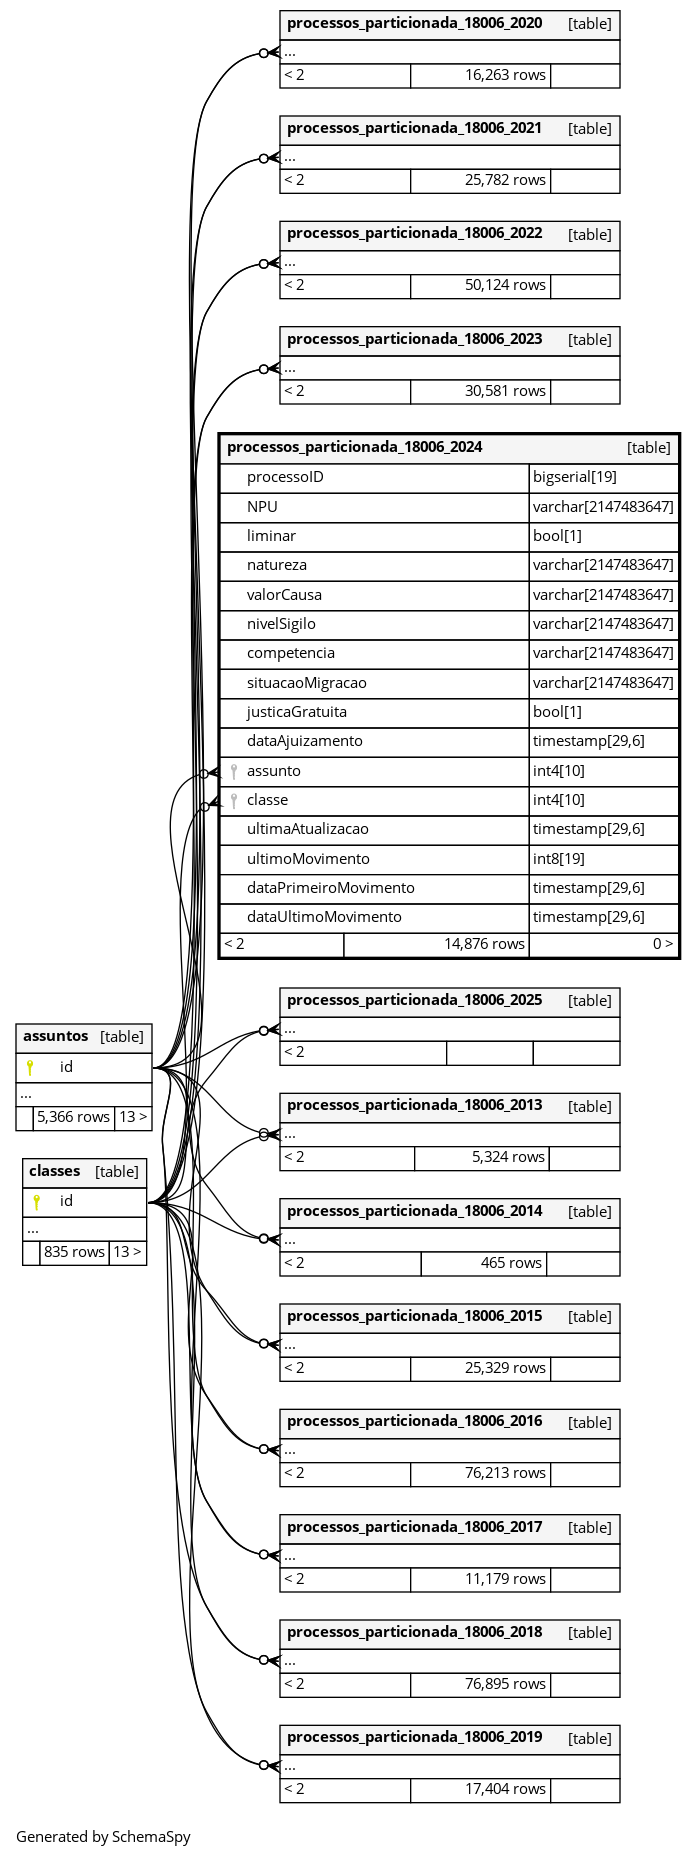 processos_particionada_18006_2020 [table]
...
< 2 16,263 rows
processos_particionada_18006_2021 [table]
...
< 2 25,782 rows
processos_particionada_18006_2022 [table]
...
< 2 50,124 rows
processos_particionada_18006_2023 [table]
...
< 2 30,581 rows
processos_particionada_18006_2024 [table]
processoID bigserial[19]
NPU varchar[2147483647]
liminar bool[1]
natureza varchar[2147483647]
valorCausa varchar[2147483647]
nivelSigilo varchar[2147483647]
competencia varchar[2147483647]
situacaoMigracao varchar[2147483647]
justicaGratuita bool[1]
dataAjuizamento timestamp[29,6]
assunto int4[10]
classe int4[10]
ultimaAtualizacao timestamp[29,6]
ultimoMovimento int8[19]
dataPrimeiroMovimento timestamp[29,6]
dataUltimoMovimento timestamp[29,6]
< 2 14,876 rows 0 >
assuntos [table]
id
...
5,366 rows 13 >
classes [table]
id
...
835 rows 13 >
processos_particionada_18006_2025 [table]
...
< 2
processos_particionada_18006_2013 [table]
...
< 2 5,324 rows
processos_particionada_18006_2014 [table]
...
< 2 465 rows
processos_particionada_18006_2015 [table]
...
< 2 25,329 rows
processos_particionada_18006_2016 [table]
...
< 2 76,213 rows
processos_particionada_18006_2017 [table]
...
< 2 11,179 rows
processos_particionada_18006_2018 [table]
...
< 2 76,895 rows
processos_particionada_18006_2019 [table]
...
< 2 17,404 rows
Generated by SchemaSpy